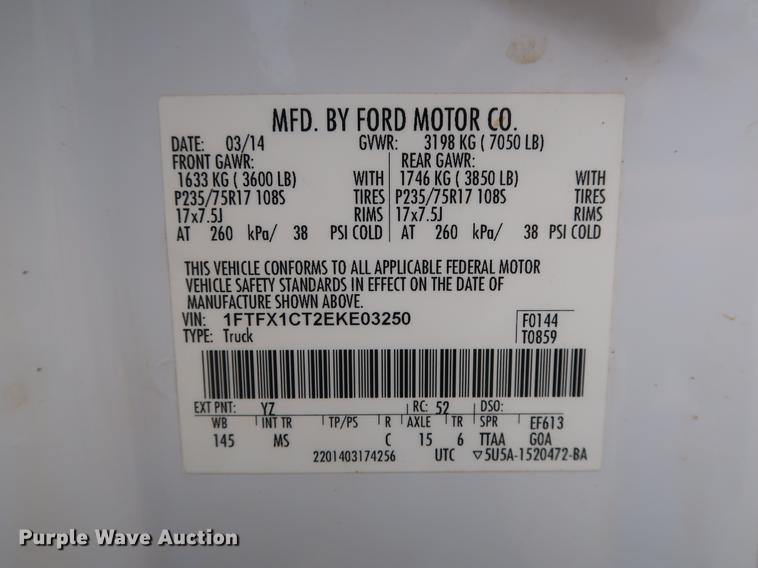 MFD. BY FORD MOTOR CO.
DATE: 03/14 GVWR: 3198 KG ( 7050 LB)
FRONT GAWR: REAR GAWR:
1633 KG ( 3600 LB) WITH 1746 KG ( 3850 LB) WITH
P235/75R17 108S TIRES P235/75R17 108S TIRES
17x7.5J RIMS 17x7.5J RIMS
AT 260 kPa/ 38 PSI COLD AT 260 kPa/ 38 PSI COLD
THIS VEHICLE CONFORMS TO ALL APPLICABLE FEDERAL MOTOR
VEHICLE SAFETY STANDARDS IN EFFECT ON THE DATE OF
MANUFACTURE SHOWN ABOVE.
VIN: 1FTFX1CT2EKE03250 F0144
TYPE: Truck T0859
EXT PNT: YZ RC: 52 DSO:
WB INT TR TP/PS R AXLE TR SPR EF613
145 MS C 15 6 TTAA GOA
2201403174256 UTC ▽5U5A-1520472-BA
Purple Wave Auction